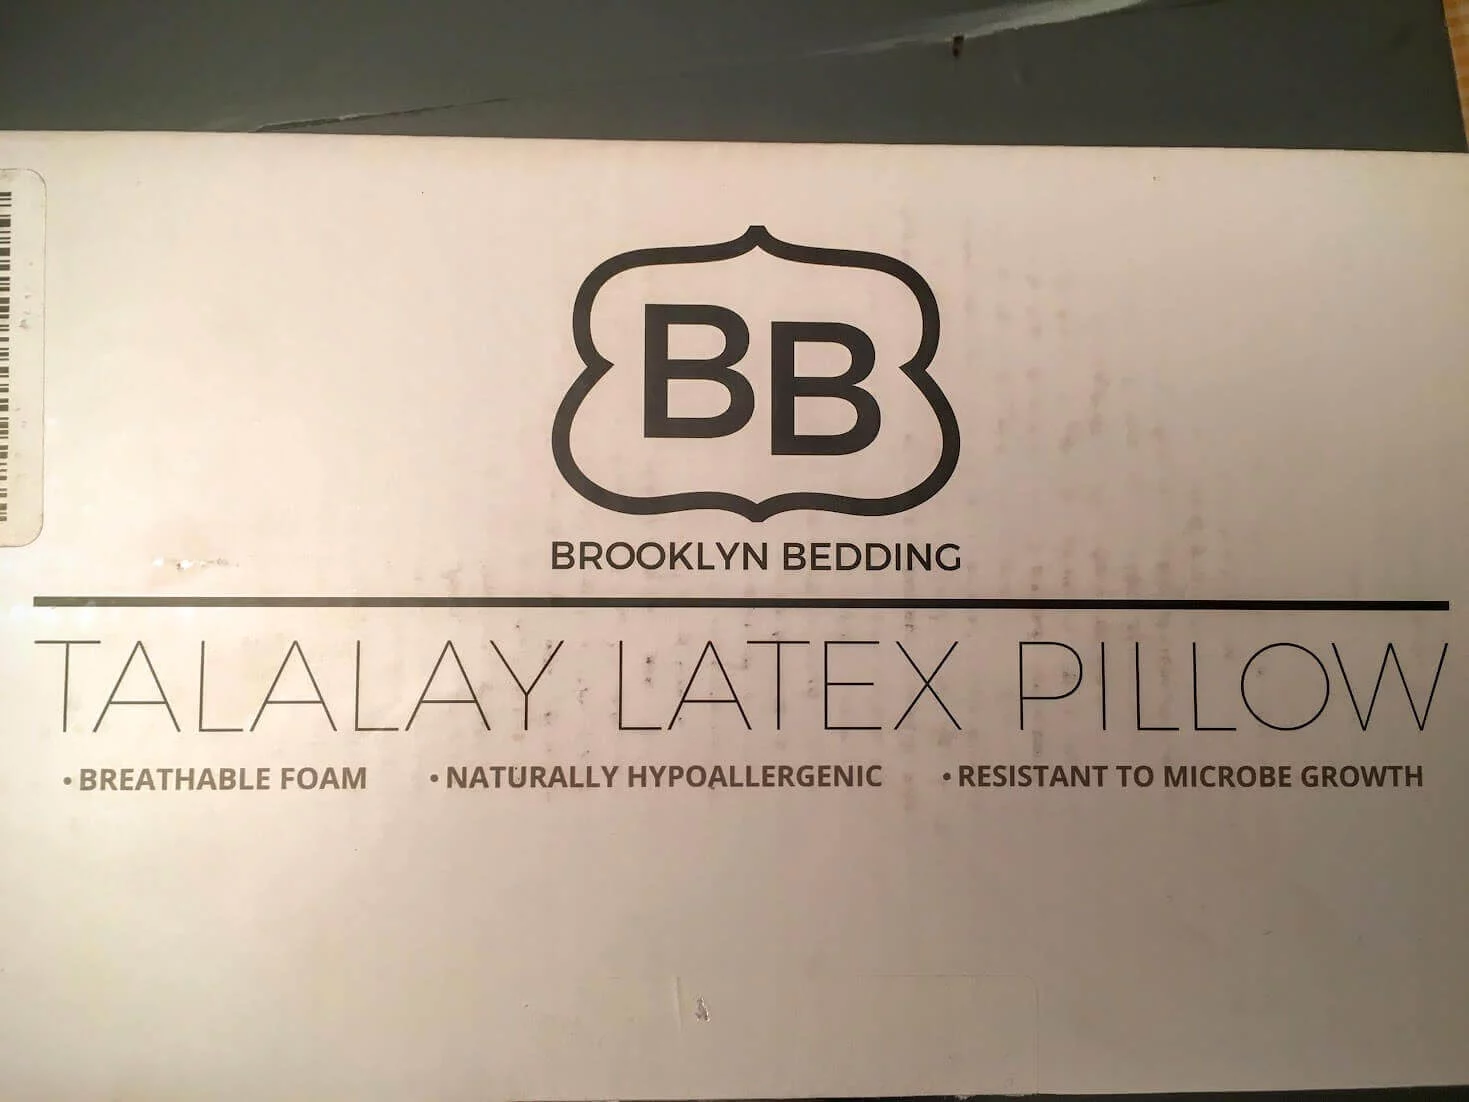 BB
BROOKLYN BEDDING
TALALAY LATEX PILLOW
• BREATHABLE FOAM • NATURALLY HYPOALLERGENIC • RESISTANT TO MICROBE GROWTH